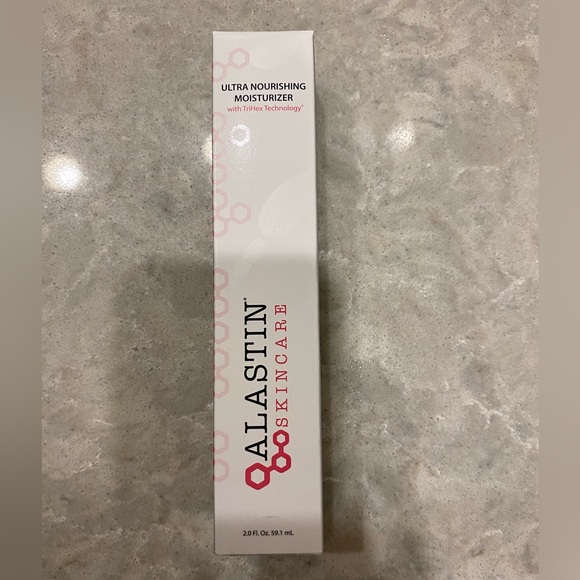 ULTRA NOURISHING
MOISTURIZER
with TriHex Technology®
ALASTIN®
SKINCARE
2.0 Fl. Oz. 59.1 mL